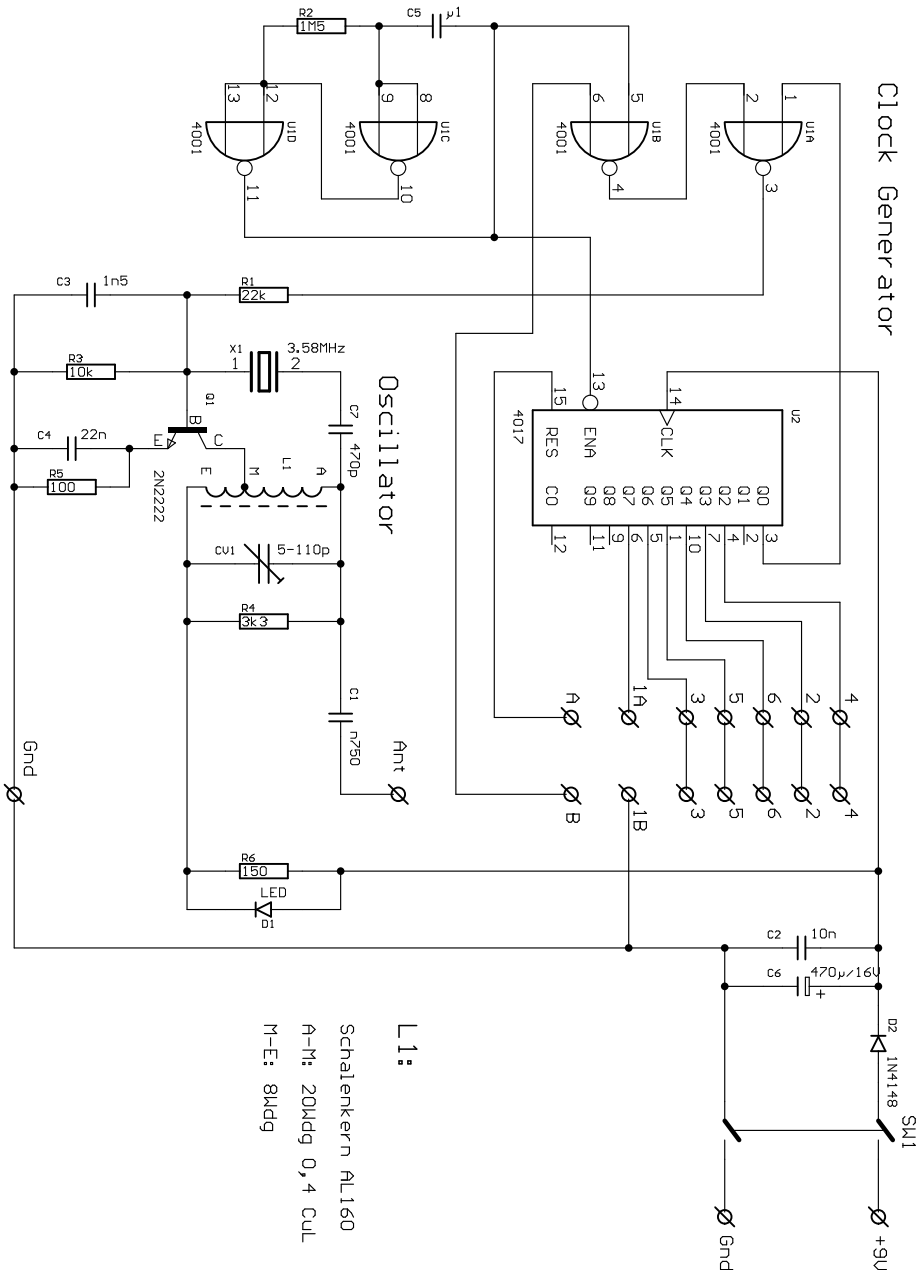 Clock Generator
R2
1M5
C5
µ1
13
12
9
8
6
5
2
1
U1D
4001
U1C
4001
U1B
4001
U1A
4001
11
10
4
3
C3
1n5
R1
22k
R3
10k
X1
3.58MHz
1
2
Q1
B
E
C
2N2222
C4
22n
R5
100
Oscillator
C7
470p
L1
E
M
A
CV1
5-110p
R4
3k3
C1
n750
Ant
Gnd
U2
4017
15
13
14
RES
ENA
CLK
CO
Q9
Q8
Q7
Q6
Q5
Q4
Q3
Q2
Q1
Q0
12
11
9
6
5
1
10
7
4
2
3
A
1A
3
5
6
2
4
B
1B
3
5
6
2
4
R6
150
LED
D1
C2
10n
C6
470µ/16V
+
D2
1N4148
SW1
+9V
Gnd
L1:
Schalenkern AL160
A-M: 20Wdg 0,4 CuL
M-E: 8Wdg